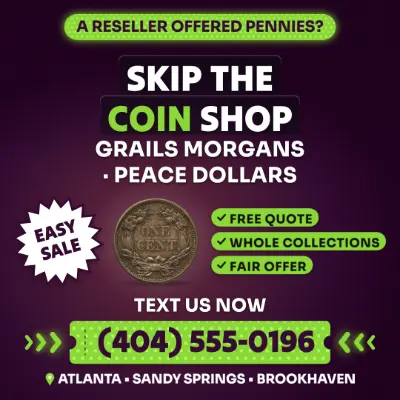 A RESELLER OFFERED PENNIES?
SKIP THE
COIN SHOP
GRAILS MORGANS
· PEACE DOLLARS
EASY
SALE
ONE
CENT
FREE QUOTE
WHOLE COLLECTIONS
FAIR OFFER
TEXT US NOW
(404) 555-0196
ATLANTA • SANDY SPRINGS • BROOKHAVEN